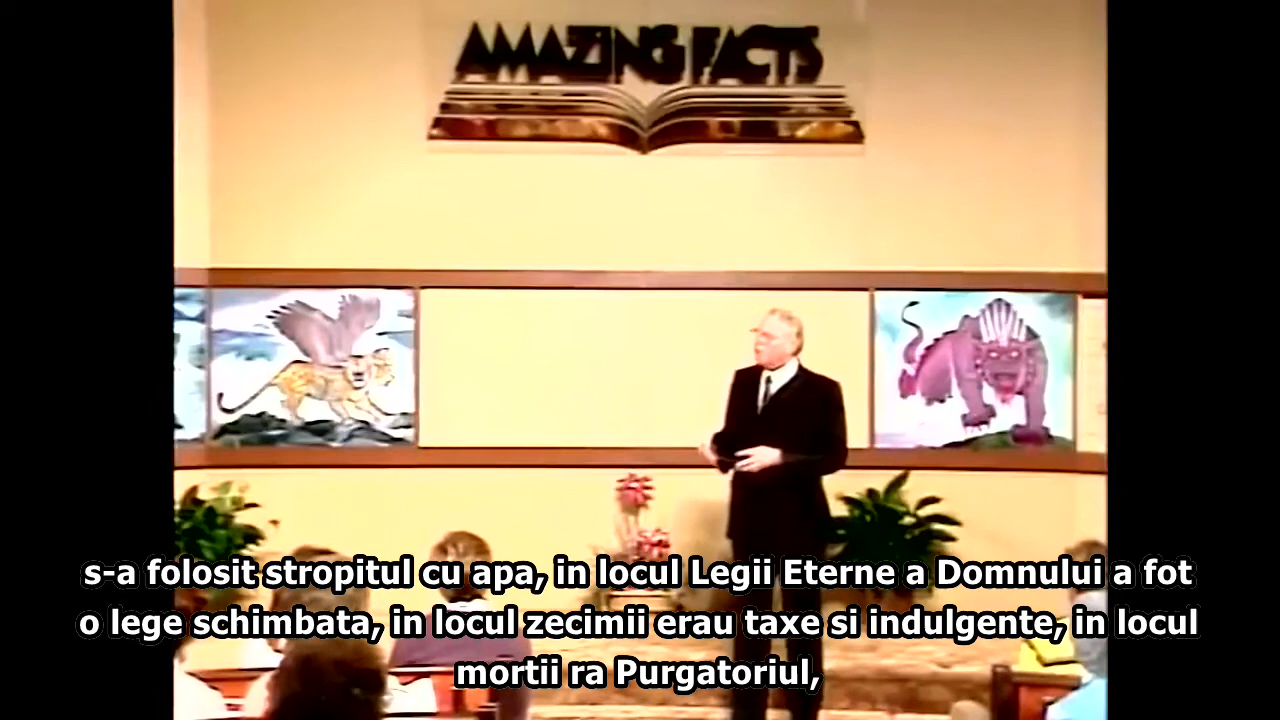 AMAZING FACTS
s-a folosit stropitul cu apa, in locul Legii Eterne a Domnului a fot
o lege schimbata, in locul zecimii erau taxe si indulgente, in locul
mortii ra Purgatoriul,